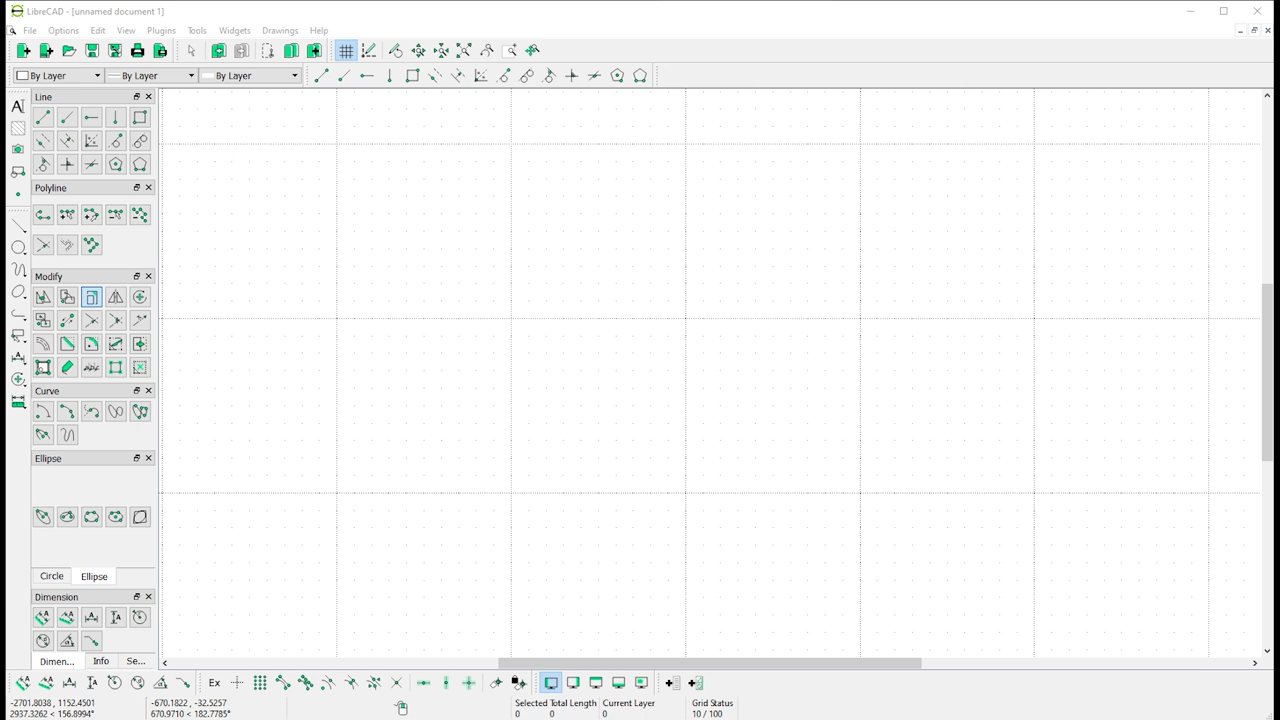 LibreCAD - [unnamed document 1]
File Options Edit View Plugins Tools Widgets Drawings Help
By Layer By Layer By Layer
Line
Polyline
Modify
Curve
Ellipse
Circle Ellipse
Dimension
Dimen... Info Se...
Ex
-2701.8038 , 1152.4501 -670.1822 , -32.5257 Selected Total Length Current Layer Grid Status
2937.3262 < 156.8994° 670.9710 < 182.7785° 0 0 0 10 / 100